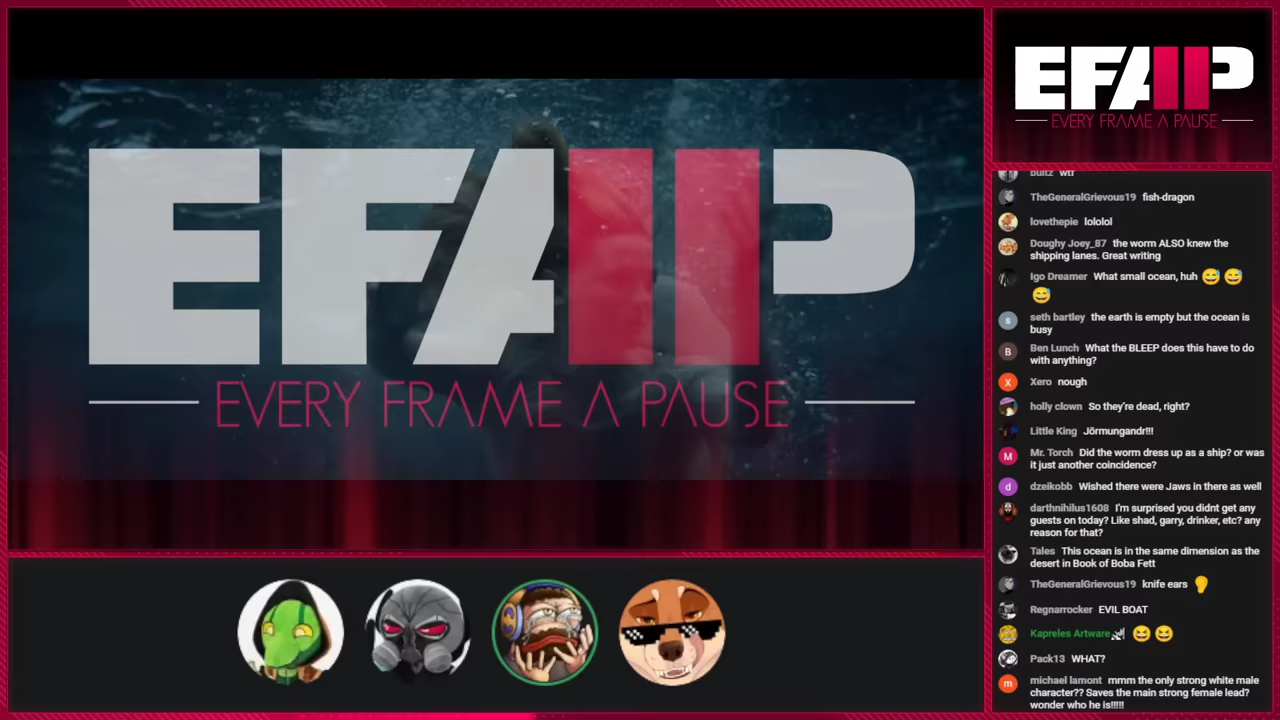 EFAP
EVERY FRAME A PAUSE
EFAP
EVERY FRAME A PAUSE
bultz wtf
TheGeneralGrievous19 fish-dragon
lovethepie lololol
Doughy Joey_87 the worm ALSO knew the
shipping lanes. Great writing
Igo Dreamer What small ocean, huh 😅 😅
😅
s seth bartley the earth is empty but the ocean is
busy
B Ben Lunch What the BLEEP does this have to do
with anything?
X Xero nough
holly clown So they're dead, right?
Little King Jörmungandr!!!
M Mr. Torch Did the worm dress up as a ship? or was
it just another coincidence?
d dzeikobb Wished there were Jaws in there as well
darthnihilus1608 I'm surprised you didnt get any
guests on today? Like shad, garry, drinker, etc? any
reason for that?
Tales This ocean is in the same dimension as the
desert in Book of Boba Fett
TheGeneralGrievous19 knife ears 👂
Regnarrocker EVIL BOAT
Kapreles Artware 😆 😆
Pack13 WHAT?
m michael lamont mmm the only strong white male
character?? Saves the main strong female lead?
wonder who he is!!!!!